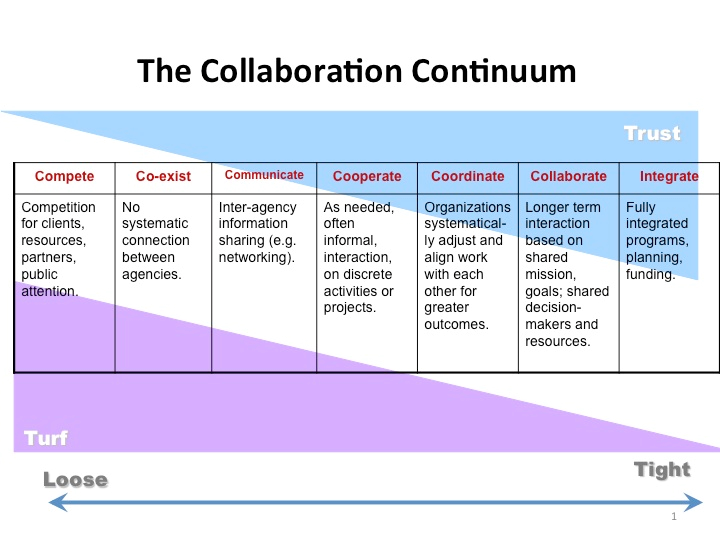 The Collaboration Continuum
Trust
Compete
Co-exist
Communicate
Cooperate
Coordinate
Collaborate
Integrate
Competition
for clients,
resources,
partners,
public
attention.
No
systematic
connection
between
agencies.
Inter-agency
information
sharing (e.g.
networking).
As needed,
often
informal,
interaction,
on discrete
activities or
projects.
Organizations
systematical-
ly adjust and
align work
with each
other for
greater
outcomes.
Longer term
interaction
based on
shared
mission,
goals; shared
decision-
makers and
resources.
Fully
integrated
programs,
planning,
funding.
Turf
Loose
Tight
1